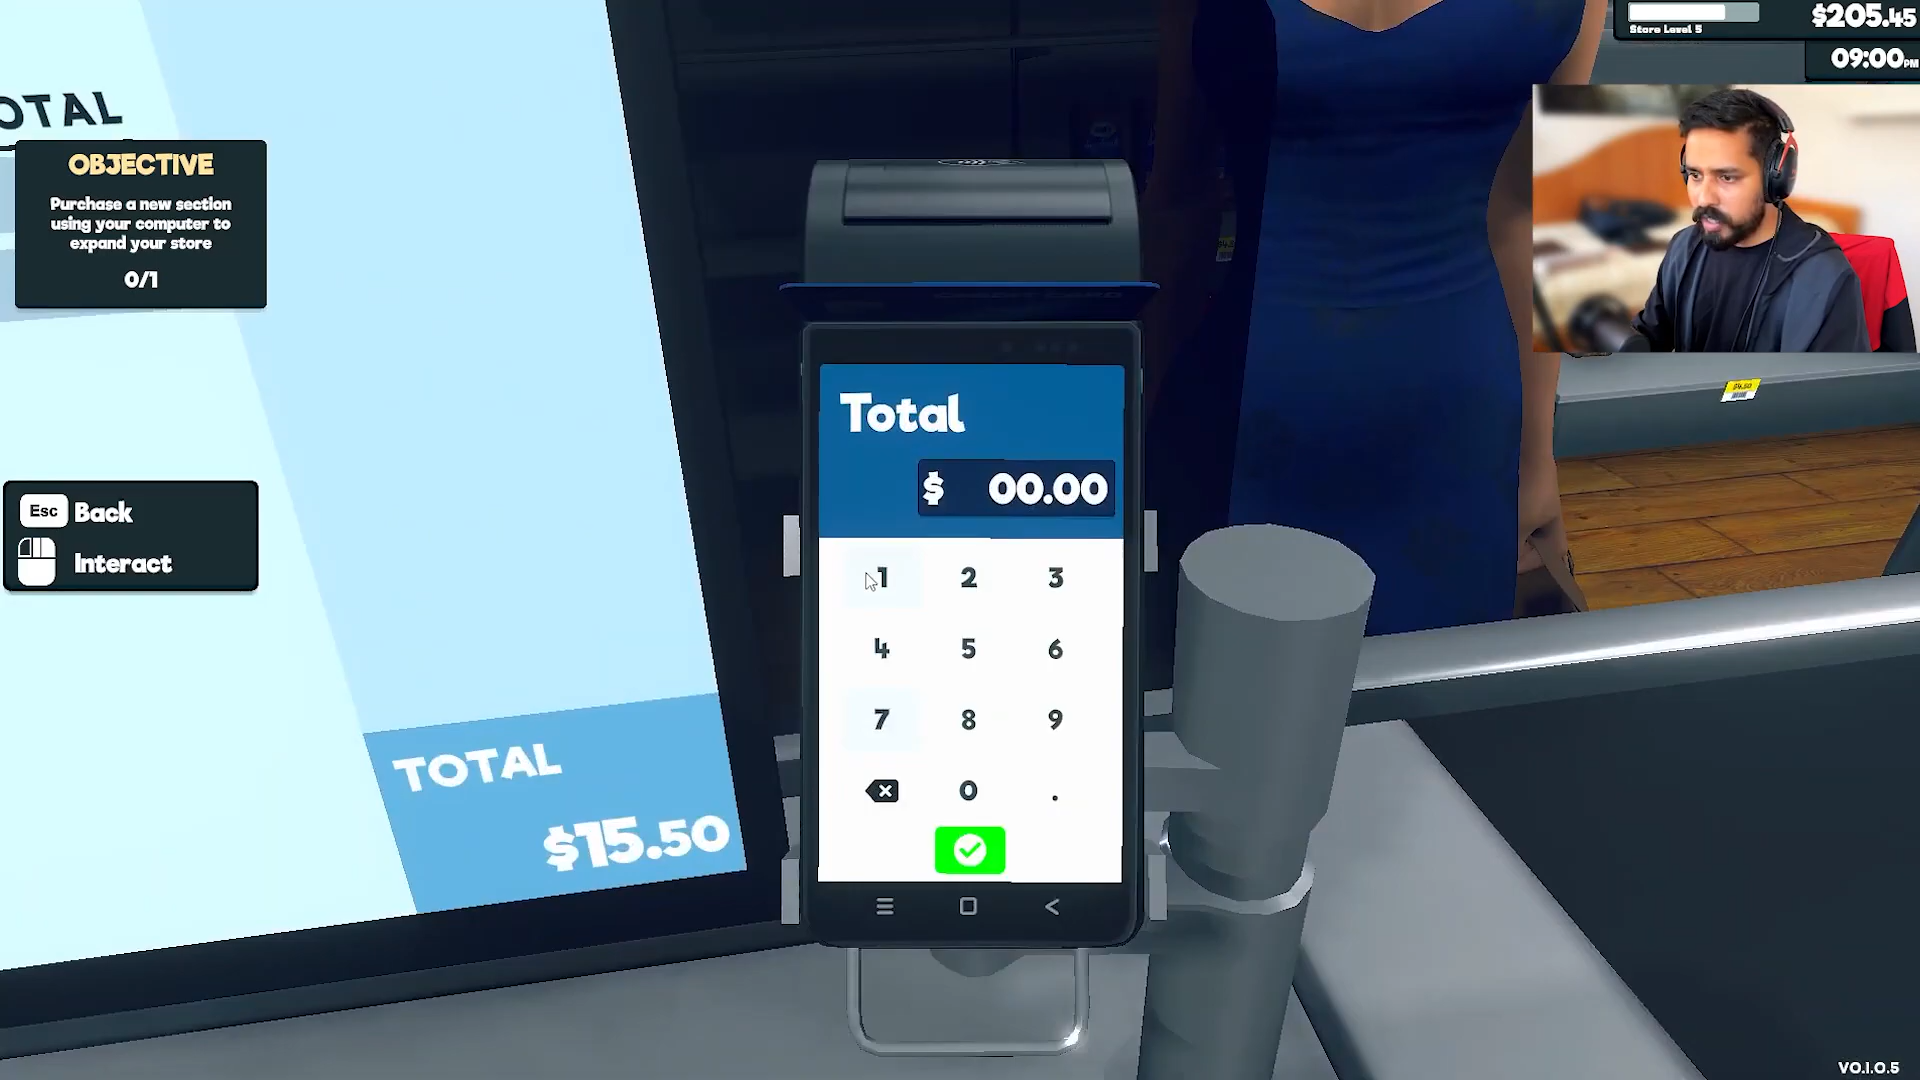 OTAL
OBJECTIVE
Purchase a new section
using your computer to
expand your store
0/1
Esc Back
Interact
TOTAL
$15.50
Total
$ 00.00
1 2 3
4 5 6
7 8 9
0 .
$205.45
Store Level 5
09:00PM
V0.1.0.5